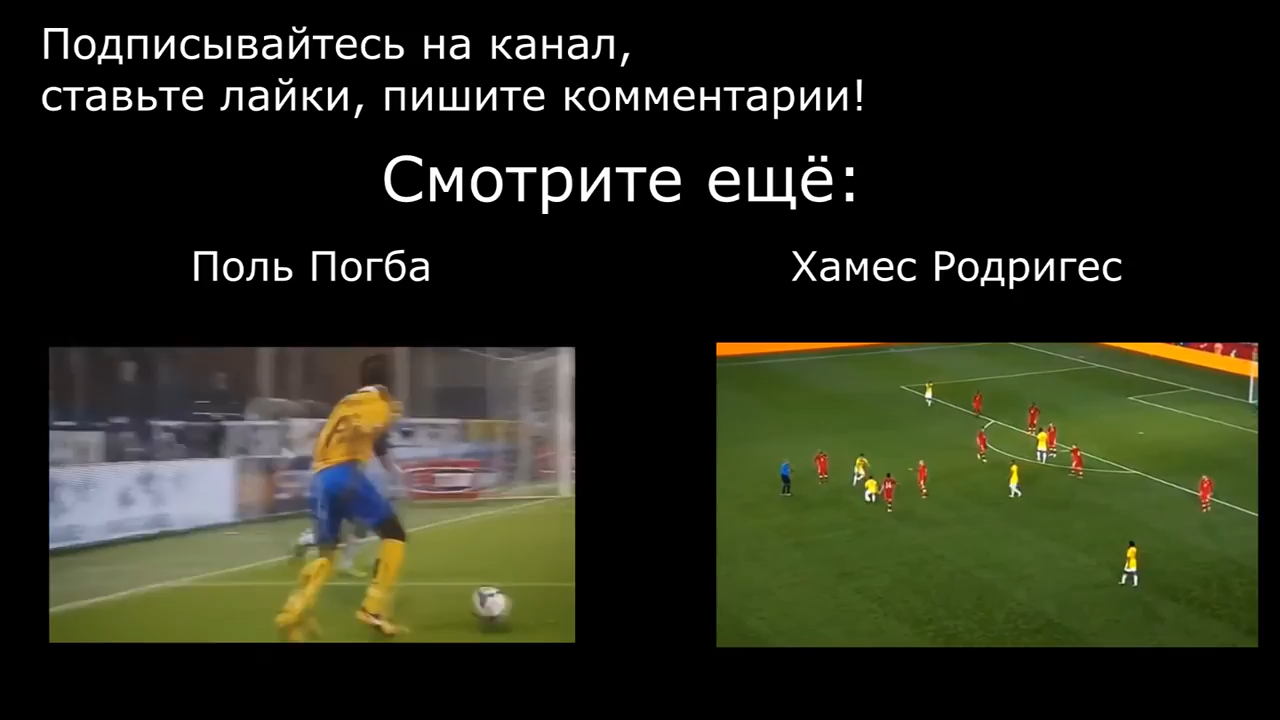 Подписывайтесь на канал,
ставьте лайки, пишите комментарии!
Смотрите ещё:
Поль Погба
Хамес Родригес